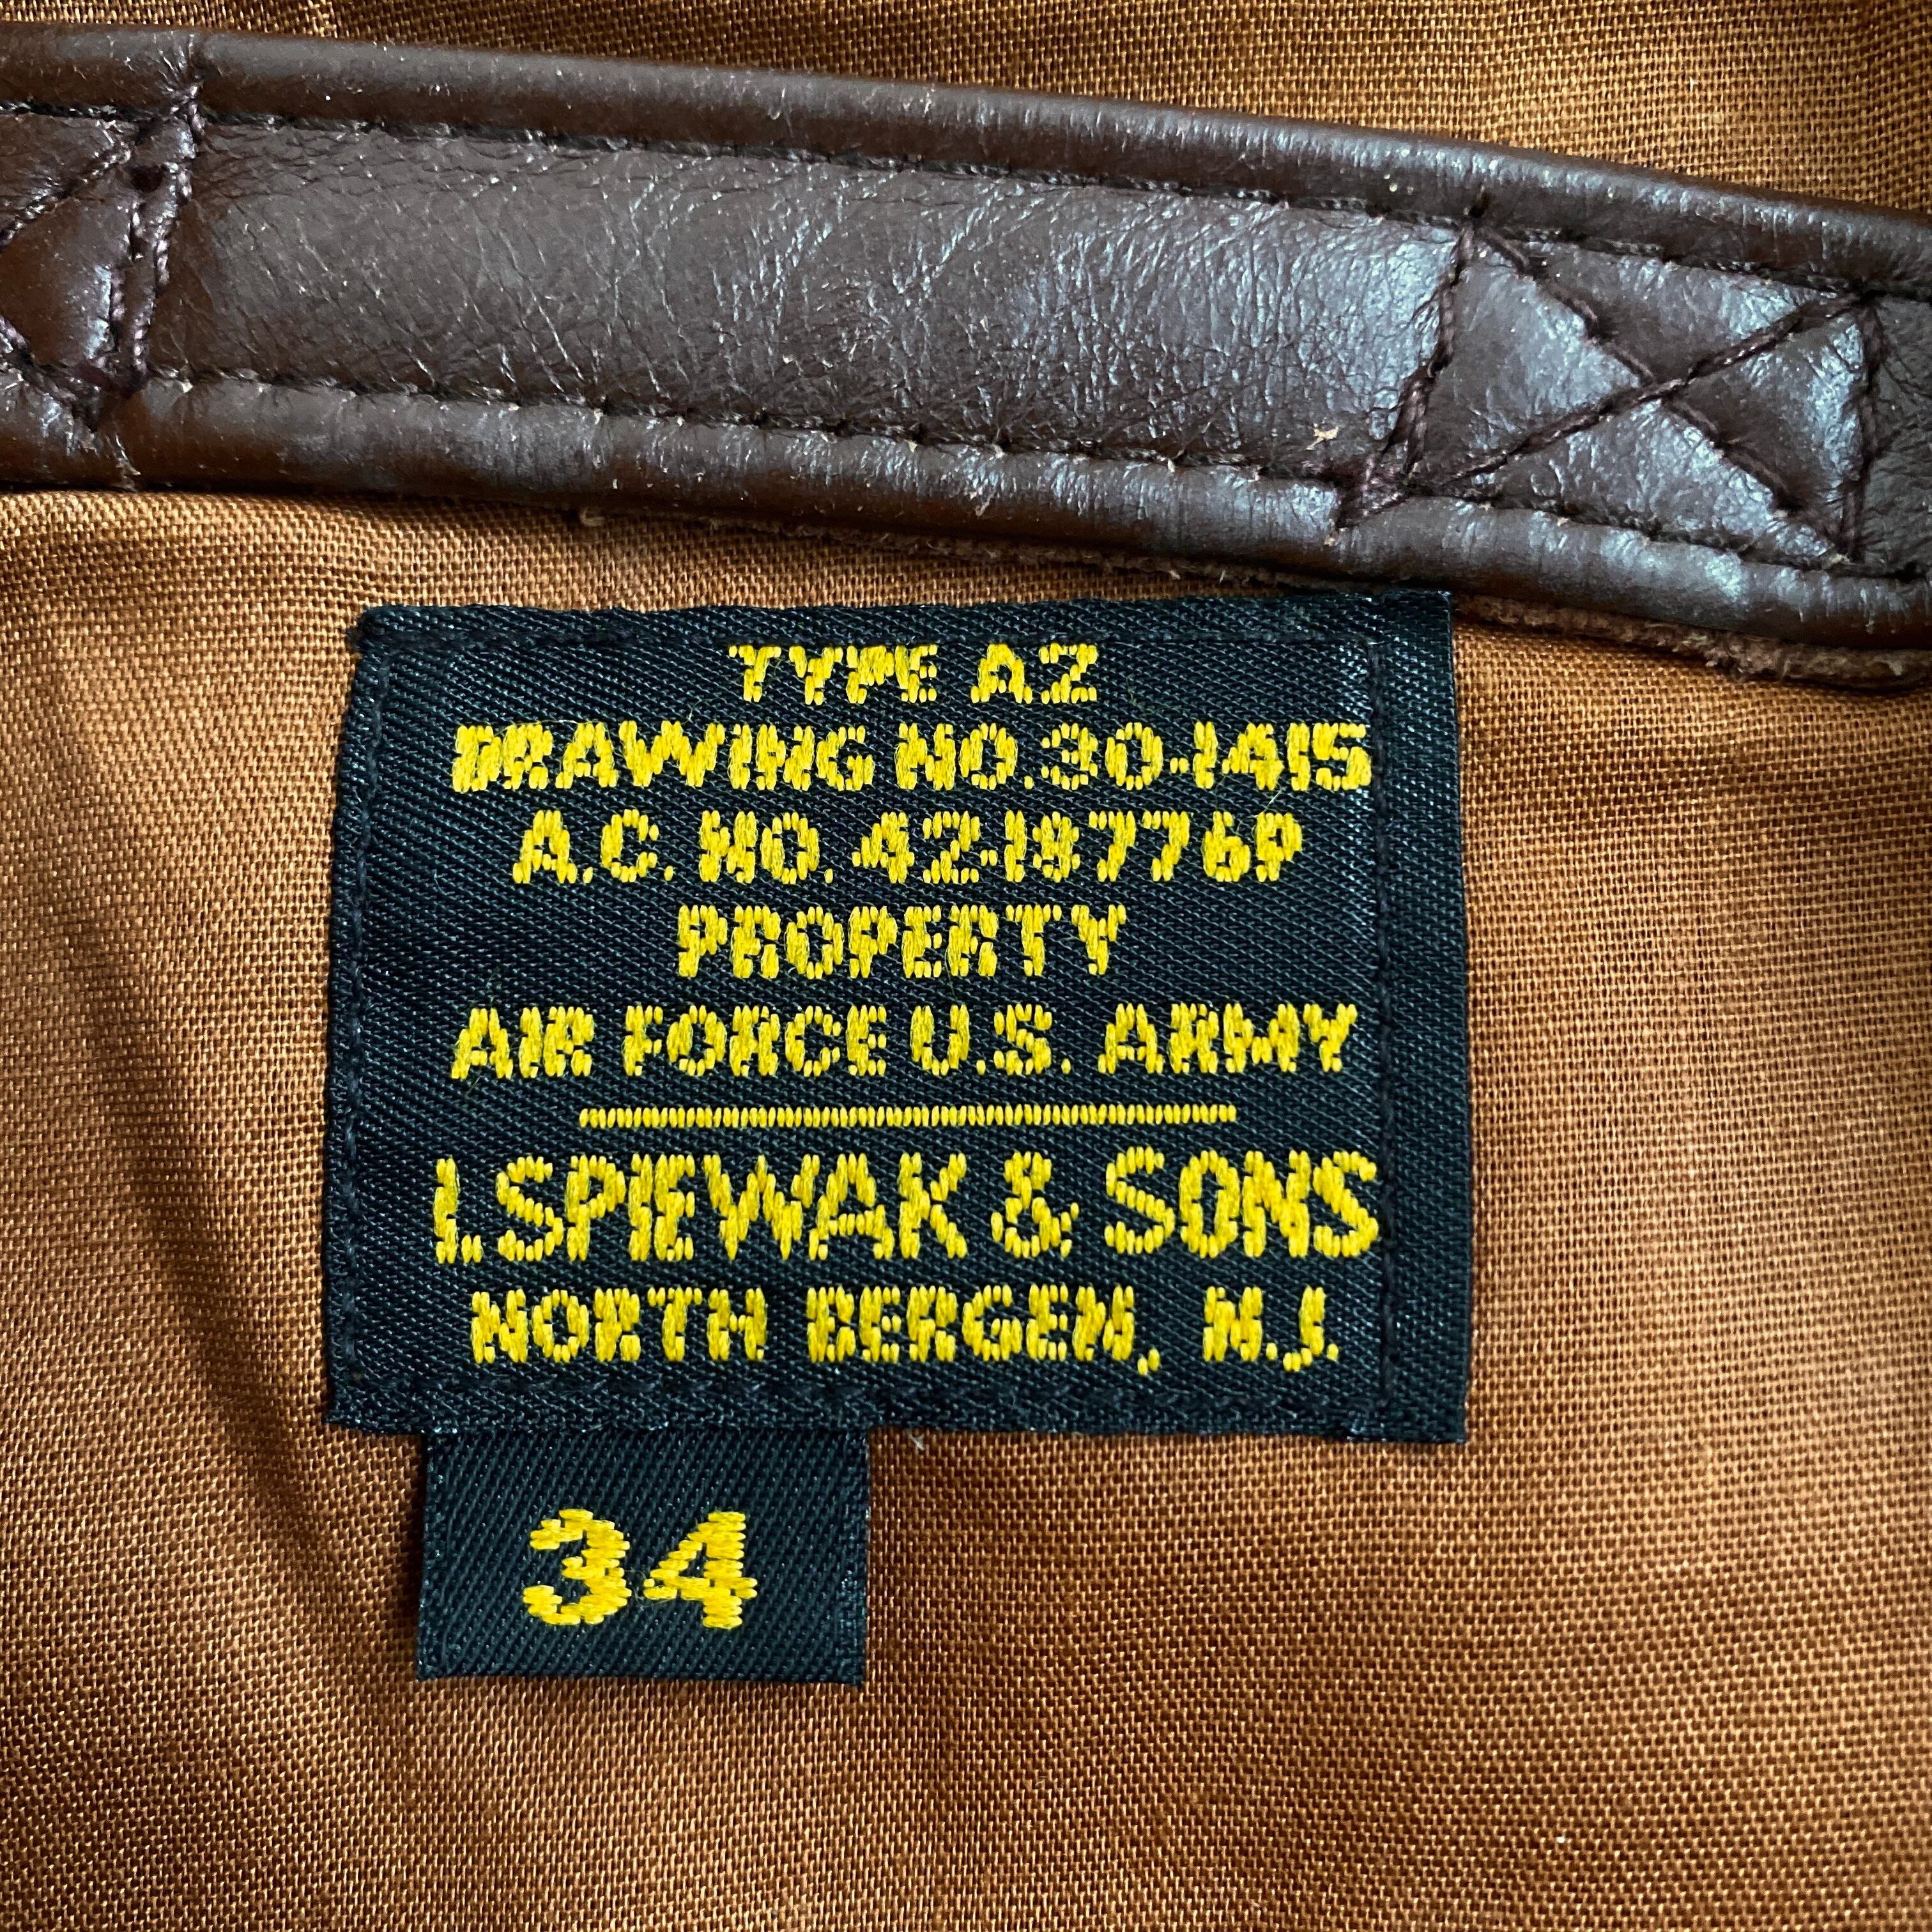 TYPE A2
DRAWING NO. 30-1415
A.C. NO. 42-18776P
PROPERTY
AIR FORCE U.S. ARMY
I. SPIEWAK & SONS
NORTH BERGEN, N.J.
34